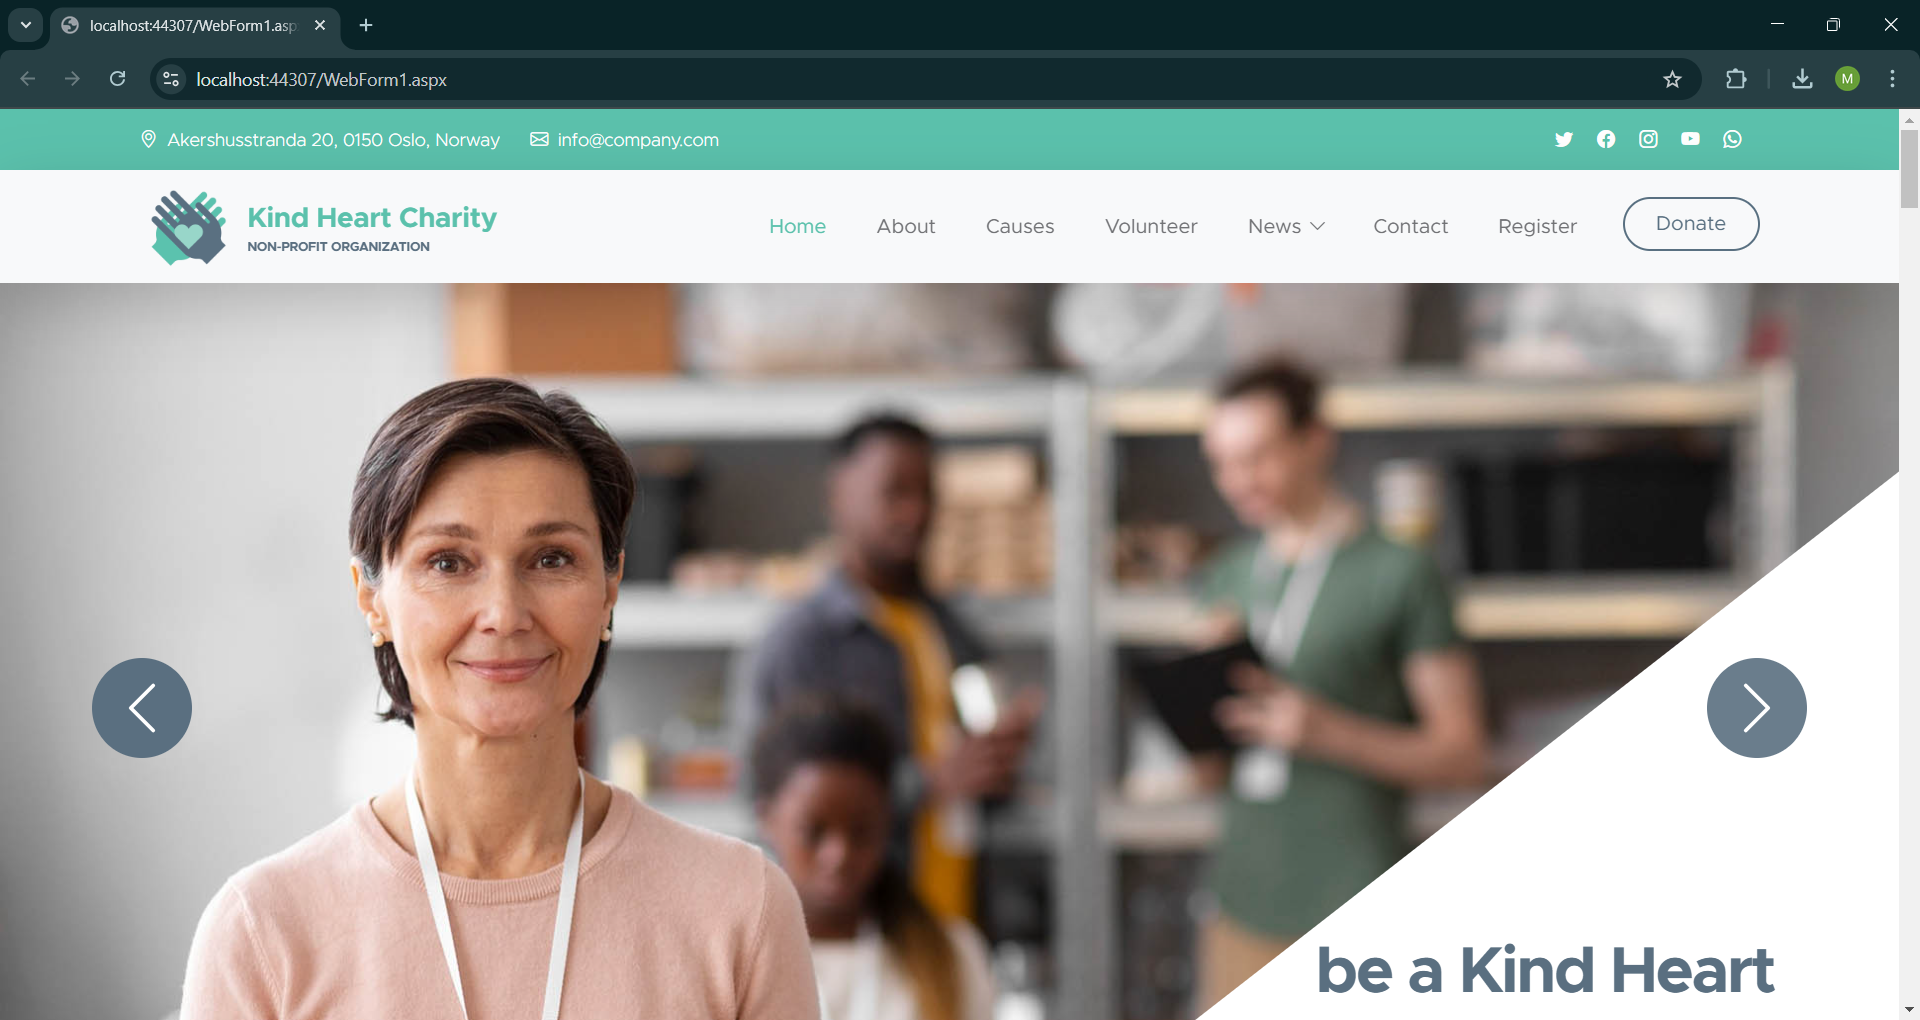 localhost:44307/WebForm1.asp
localhost:44307/WebForm1.aspx
M
Akershusstranda 20, 0150 Oslo, Norway info@company.com
Kind Heart Charity
NON-PROFIT ORGANIZATION
Home About Causes Volunteer News Contact Register Donate
be a Kind Heart